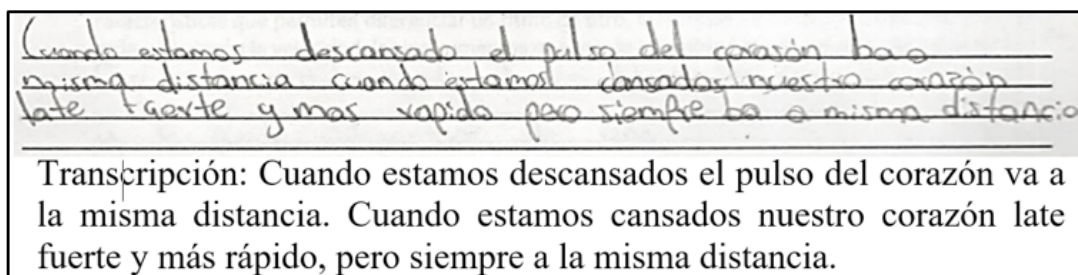 Cuando estamos descansado el pulso del corazón ba a
misma distancia cuando estamos cansados nuestro corazón
late fuerte y mas rapido pero siempre ba a misma distancia
Transcripción: Cuando estamos descansados el pulso del corazón va a
la misma distancia. Cuando estamos cansados nuestro corazón late
fuerte y más rápido, pero siempre a la misma distancia.